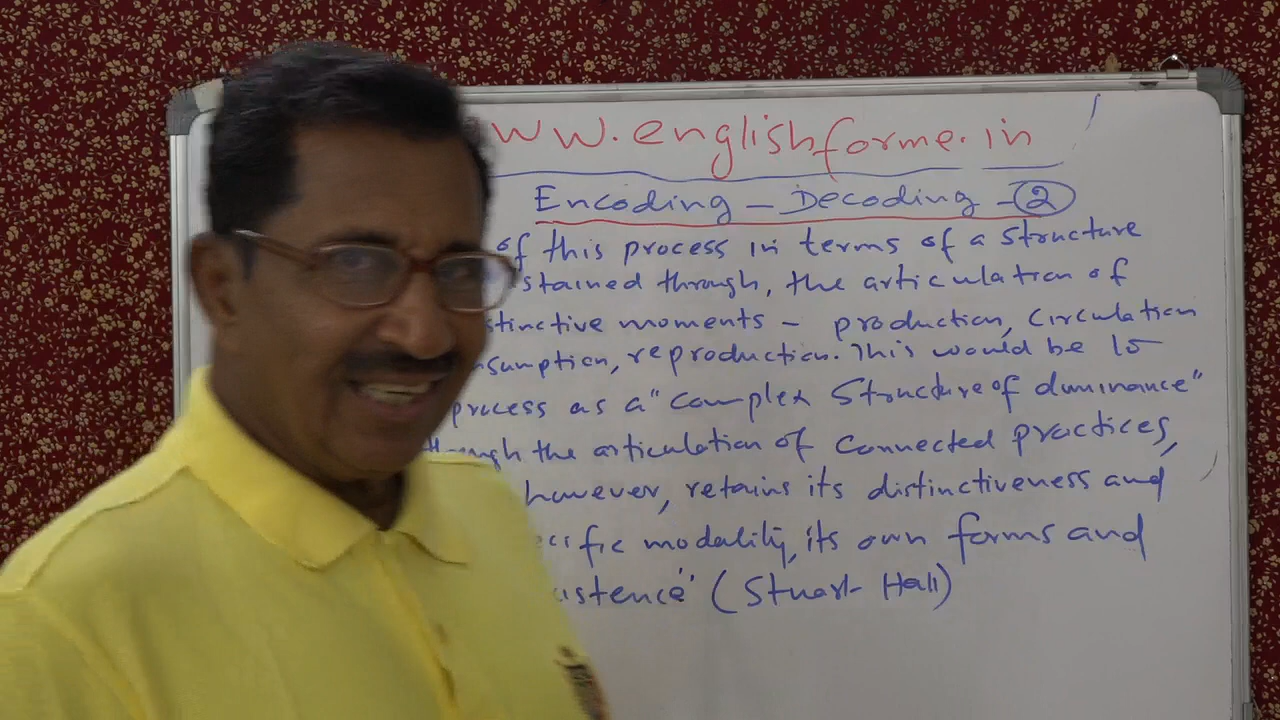 ww.englishforme.in
Encoding - Decoding - 2
of this process in terms of a structure
stained through, the articulation of
stinctive moments - production, circulation
sumption, reproduction. This would be to
process as a "complex structure of dominance"
the articulation of connected practices,
however, retains its distinctiveness and
cific modality, its own forms and
istence' (Stuart Hall)